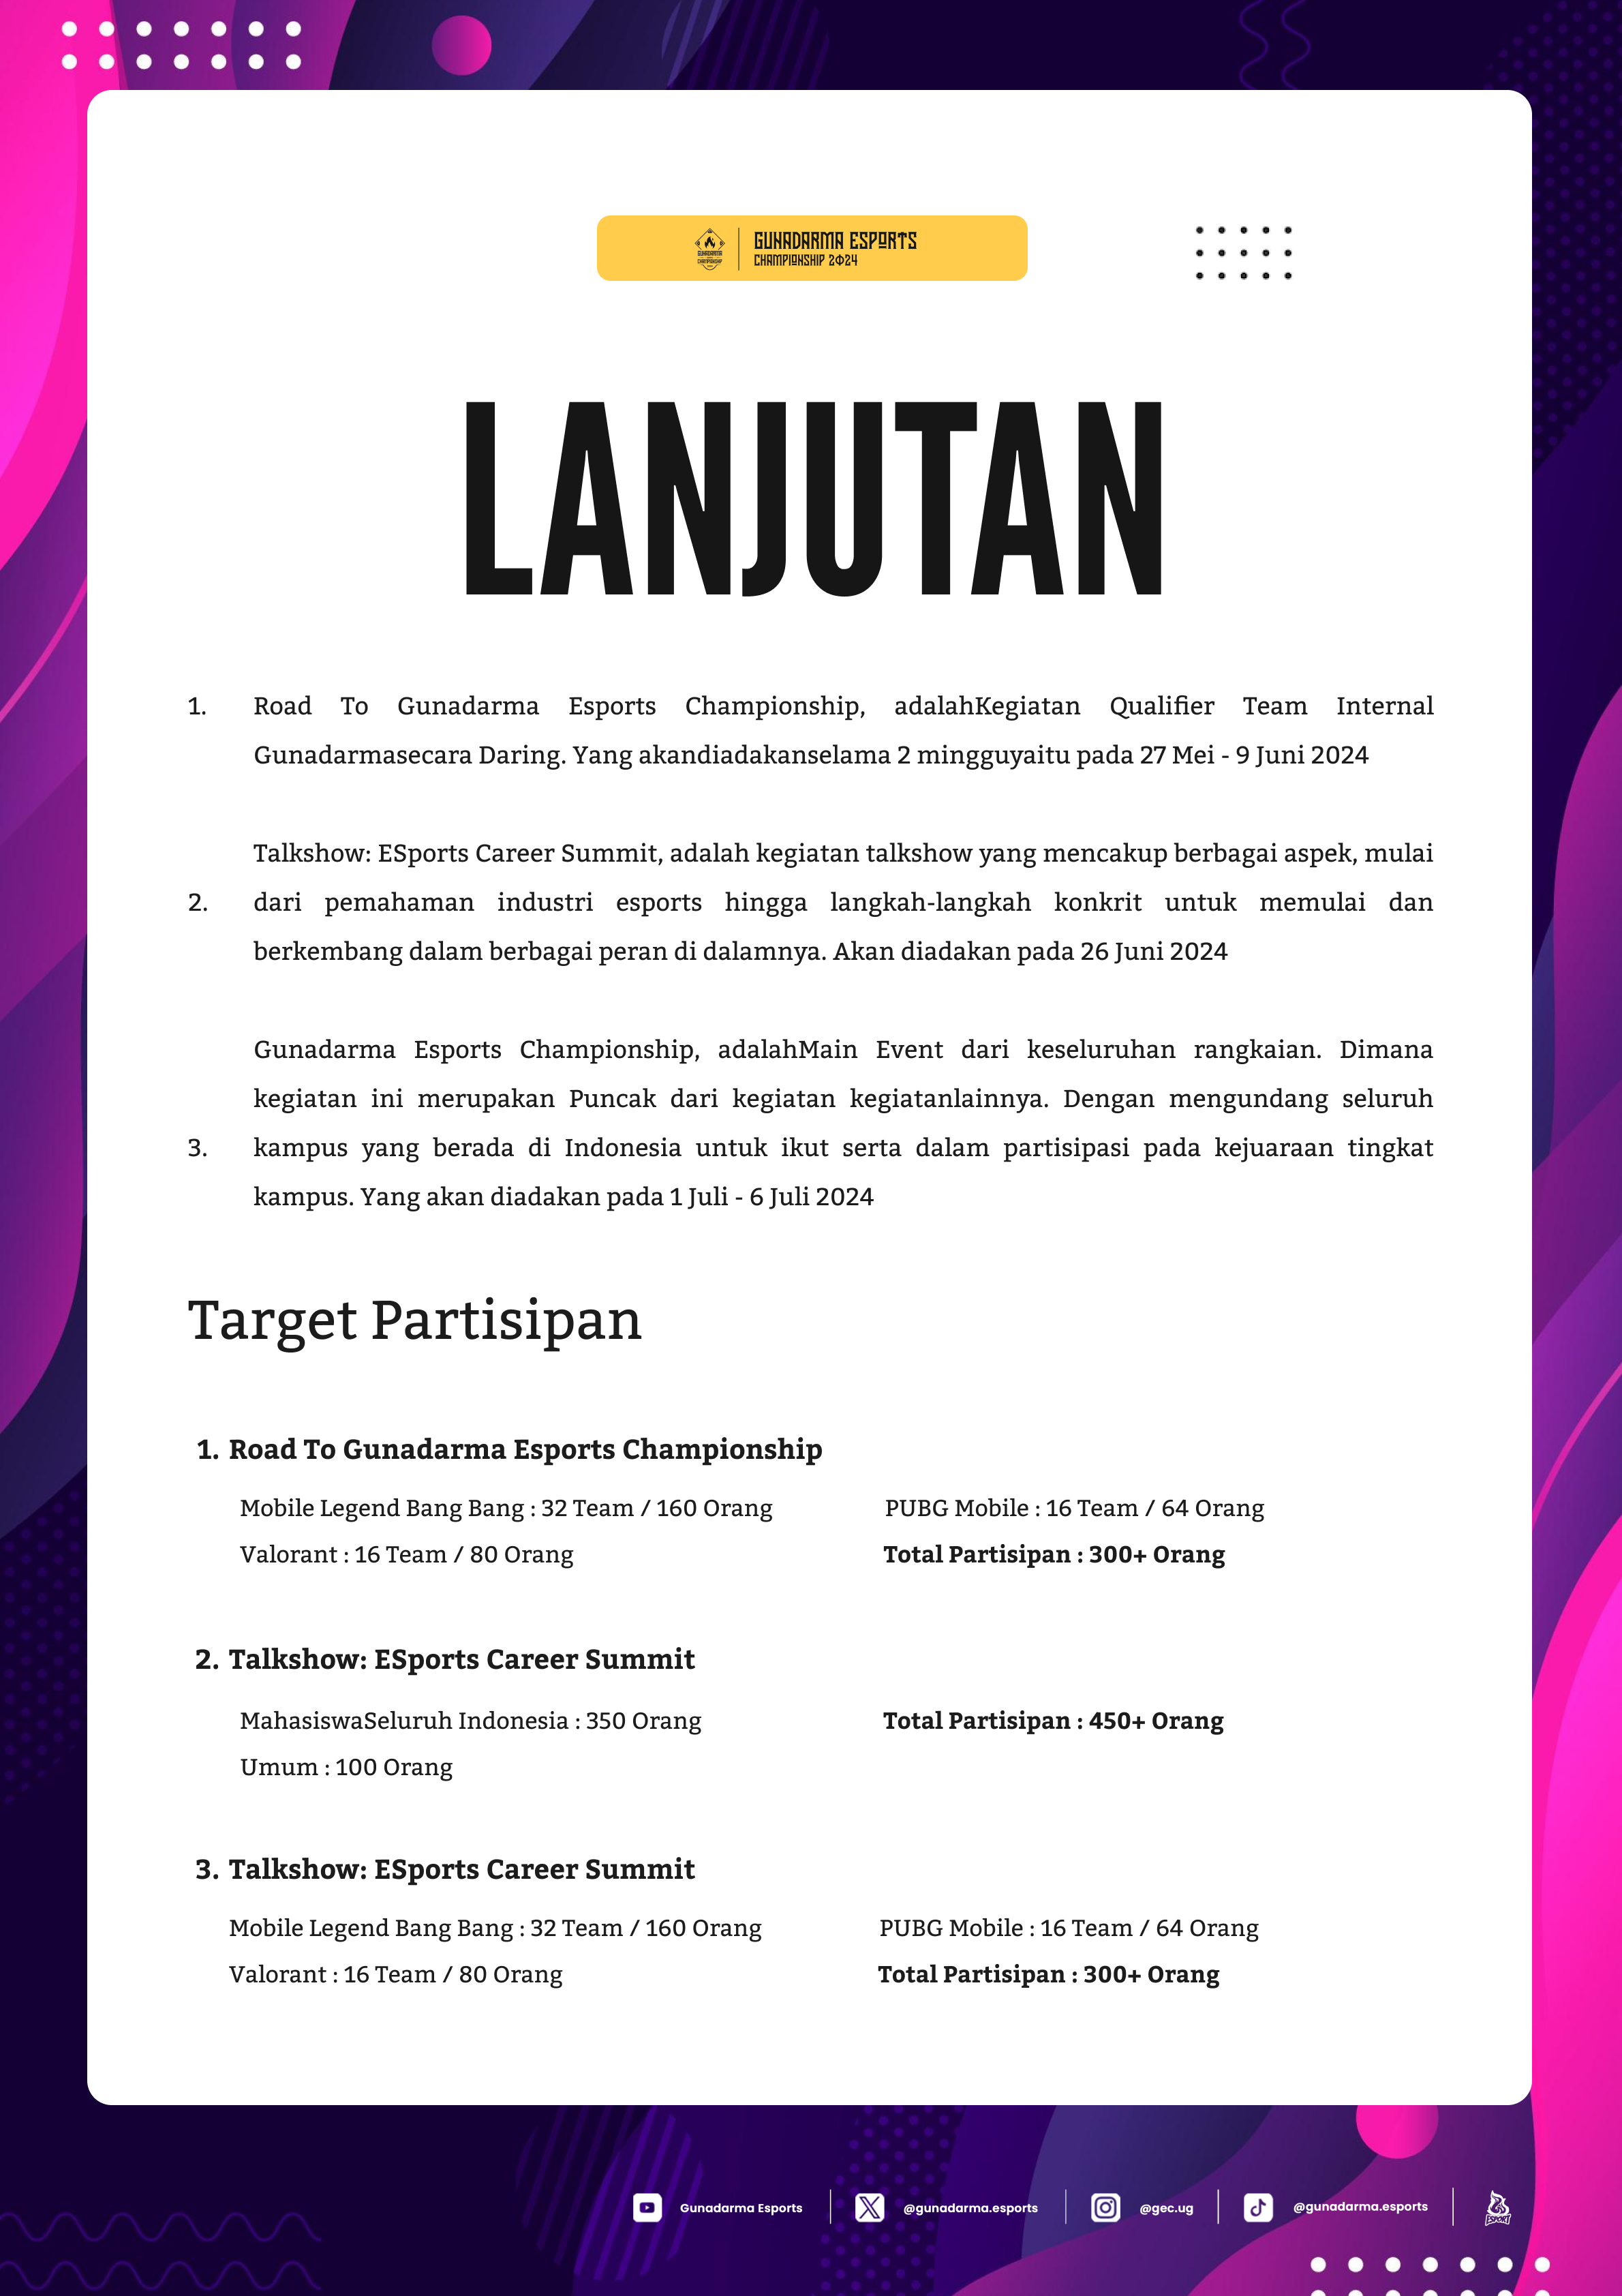 GUNADARMA ESPORTS
CHAMPIONSHIP 2024
LANJUTAN
1. Road To Gunadarma Esports Championship, adalahKegiatan Qualifier Team Internal
Gunadarmasecara Daring. Yang akandiadakanselama 2 mingguyaitu pada 27 Mei - 9 Juni 2024
Talkshow: ESports Career Summit, adalah kegiatan talkshow yang mencakup berbagai aspek, mulai
2. dari pemahaman industri esports hingga langkah-langkah konkrit untuk memulai dan
berkembang dalam berbagai peran di dalamnya. Akan diadakan pada 26 Juni 2024
Gunadarma Esports Championship, adalahMain Event dari keseluruhan rangkaian. Dimana
kegiatan ini merupakan Puncak dari kegiatan kegiatanlainnya. Dengan mengundang seluruh
3. kampus yang berada di Indonesia untuk ikut serta dalam partisipasi pada kejuaraan tingkat
kampus. Yang akan diadakan pada 1 Juli - 6 Juli 2024
Target Partisipan
1. Road To Gunadarma Esports Championship
Mobile Legend Bang Bang : 32 Team / 160 Orang
PUBG Mobile : 16 Team / 64 Orang
Valorant : 16 Team / 80 Orang
Total Partisipan : 300+ Orang
2. Talkshow: ESports Career Summit
MahasiswaSeluruh Indonesia : 350 Orang
Total Partisipan : 450+ Orang
Umum : 100 Orang
3. Talkshow: ESports Career Summit
Mobile Legend Bang Bang : 32 Team / 160 Orang
PUBG Mobile : 16 Team / 64 Orang
Valorant : 16 Team / 80 Orang
Total Partisipan : 300+ Orang
Gunadarma Esports
@gunadarma.esports
@gec.ug
@gunadarma.esports
ESPORT